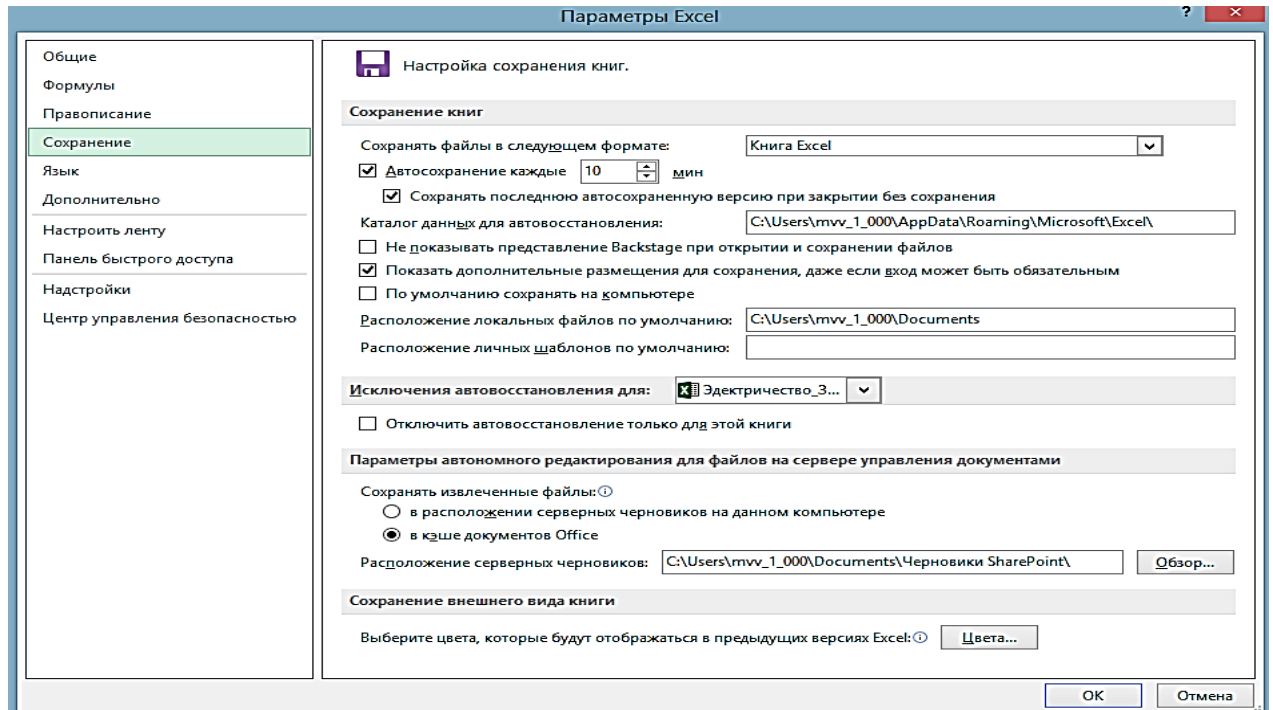 Параметры Excel
?
Общие
Формулы
Правописание
Сохранение
Язык
Дополнительно
Настроить ленту
Панель быстрого доступа
Надстройки
Центр управления безопасностью
Настройка сохранения книг.
Сохранение книг
Сохранять файлы в следующем формате: Книга Excel
Автосохранение каждые 10 мин
Сохранять последнюю автосохраненную версию при закрытии без сохранения
Каталог данных для автовосстановления: C:\Users\mvv_1_000\AppData\Roaming\Microsoft\Excel\
Не показывать представление Backstage при открытии и сохранении файлов
Показать дополнительные размещения для сохранения, даже если вход может быть обязательным
По умолчанию сохранять на компьютере
Расположение локальных файлов по умолчанию: C:\Users\mvv_1_000\Documents
Расположение личных шаблонов по умолчанию:
Исключения автовосстановления для: Эдектричество_З...
Отключить автовосстановление только для этой книги
Параметры автономного редактирования для файлов на сервере управления документами
Сохранять извлеченные файлы:
в расположении серверных черновиков на данном компьютере
в кэше документов Office
Расположение серверных черновиков: C:\Users\mvv_1_000\Documents\Черновики SharePoint\ Обзор...
Сохранение внешнего вида книги
Выберите цвета, которые будут отображаться в предыдущих версиях Excel: Цвета...
ОК Отмена